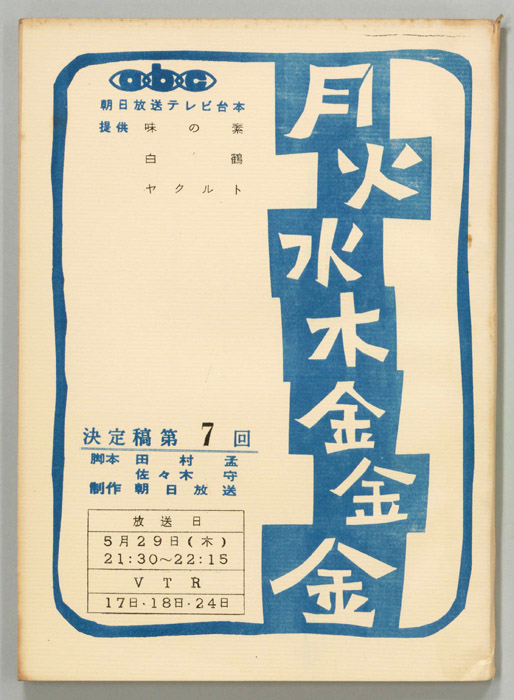 月火水木金金金
abc
朝日放送テレビ台本
提供 味の素
白鶴
ヤクルト
決定稿第7回
脚本 田村孟
佐々木守
制作 朝日放送
放送日
5月29日(木)
21:30~22:15
VTR
17日・18日・24日